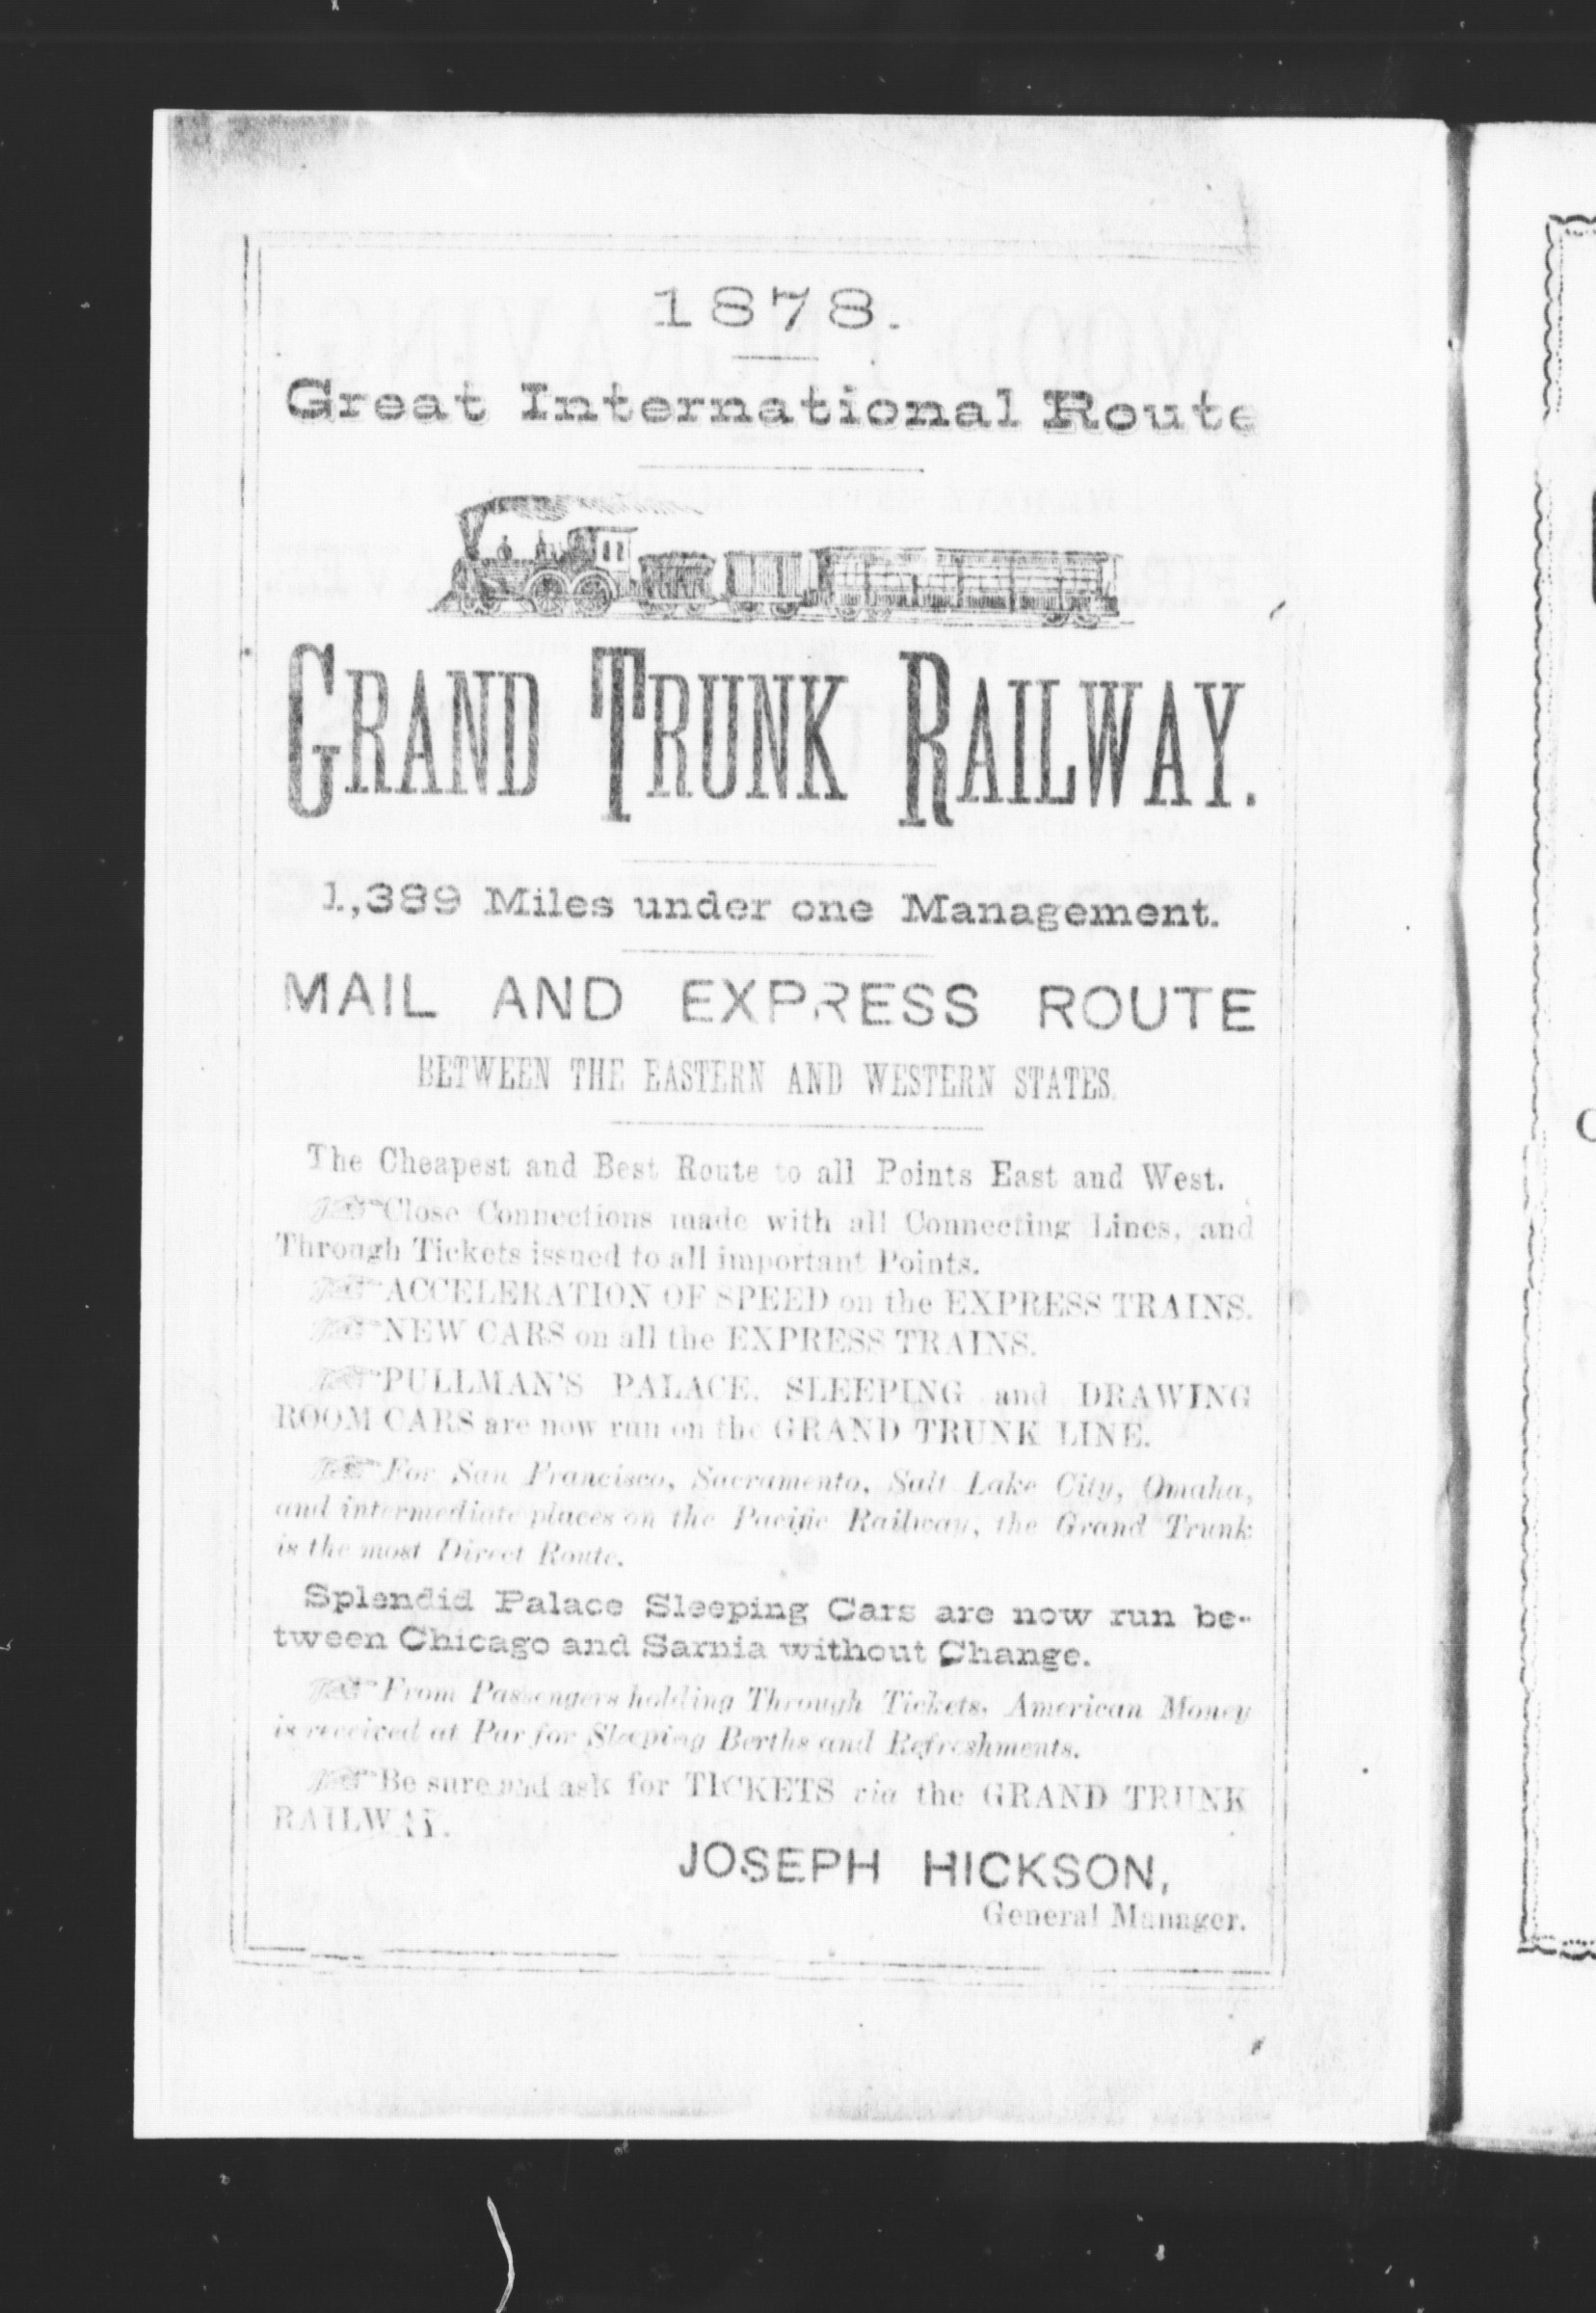 1878.
Great International Route
GRAND TRUNK RAILWAY.
1,389 Miles under one Management.
MAIL AND EXPRESS ROUTE
BETWEEN THE EASTERN AND WESTERN STATES.
The Cheapest and Best Route to all Points East and West.
☞Close Connections made with all Connecting Lines, and
Through Tickets issued to all important Points.
☞ACCELERATION OF SPEED on the EXPRESS TRAINS.
☞NEW CARS on all the EXPRESS TRAINS.
☞PULLMAN'S PALACE, SLEEPING and DRAWING
ROOM CARS are now run on the GRAND TRUNK LINE.
☞For San Francisco, Sacramento, Salt Lake City, Omaha,
and intermediate places on the Pacific Railway, the Grand Trunk
is the most Direct Route.
Splendid Palace Sleeping Cars are now run be-
tween Chicago and Sarnia without Change.
☞From Passengers holding Through Tickets, American Money
is received at Par for Sleeping Berths and Refreshments.
☞Be sure and ask for TICKETS via the GRAND TRUNK
RAILWAY.
JOSEPH HICKSON,
General Manager.